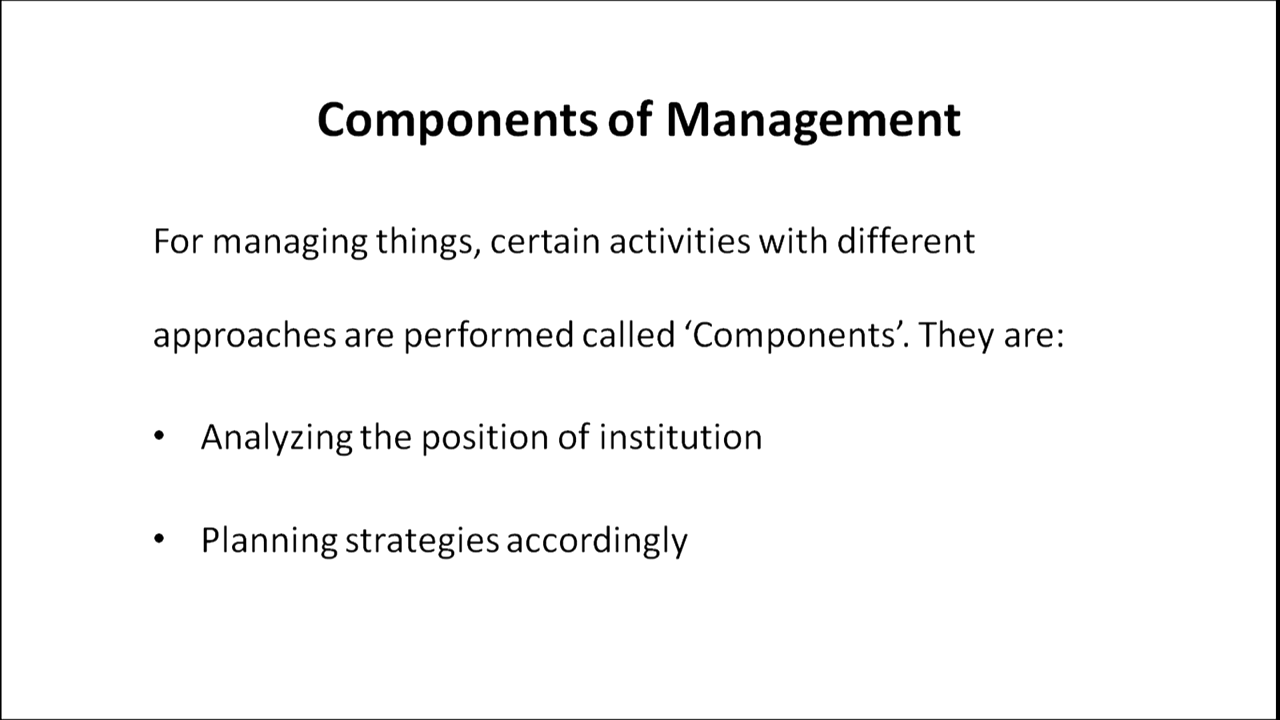 Components of Management
For managing things, certain activities with different
approaches are performed called ‘Components’. They are:
• Analyzing the position of institution
• Planning strategies accordingly